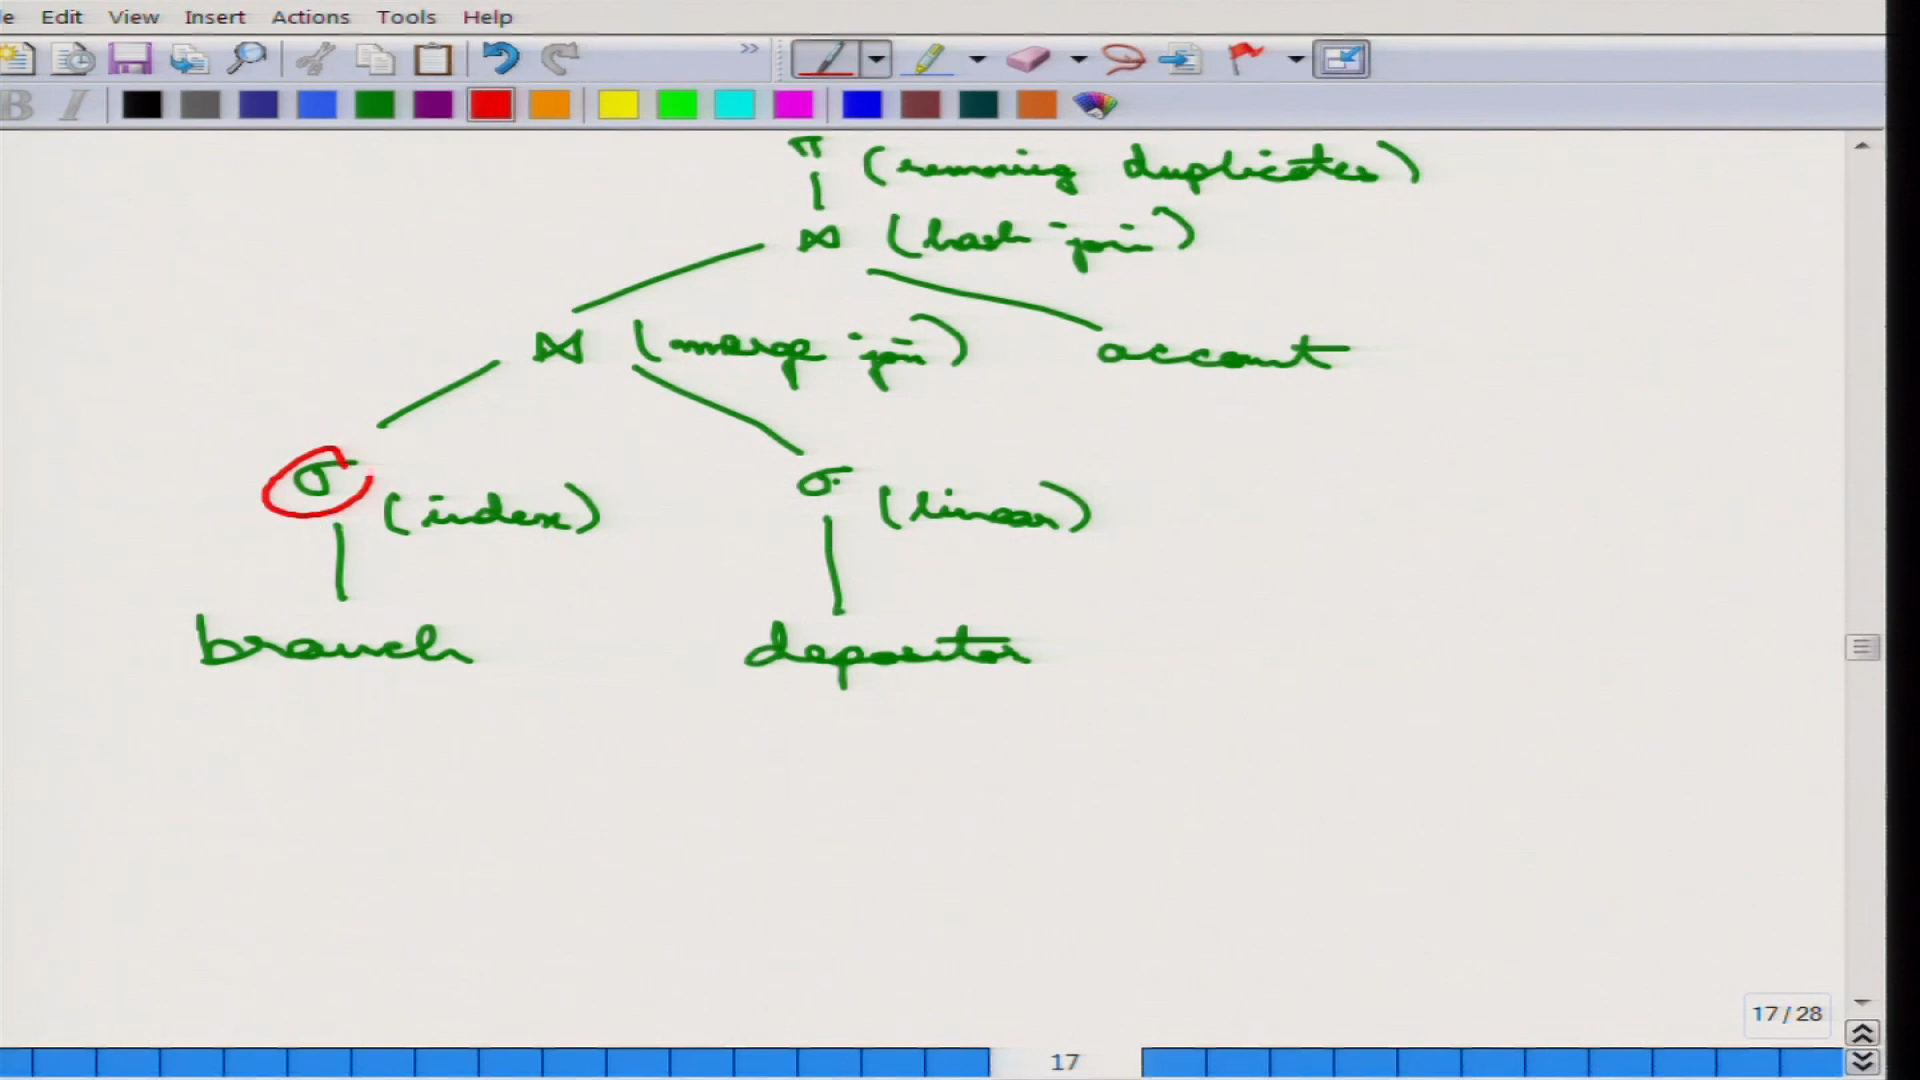 Edit View Insert Actions Tools Help
B I
π (removing duplicates)
⋈ (hash join)
⋈ (merge join) account
σ (index) σ (linear)
branch depositor
17 / 28
17